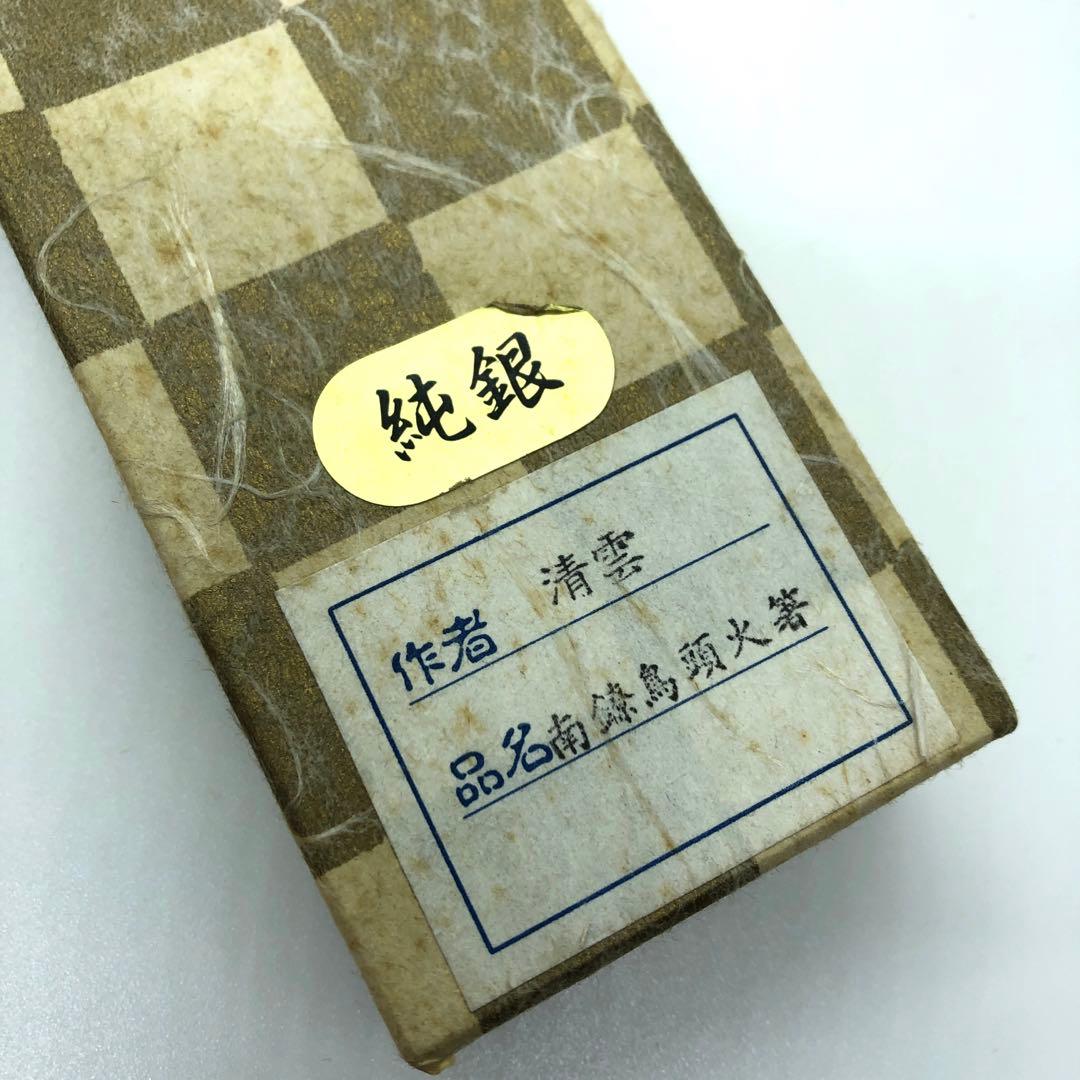 純銀
作者 清雲
品名 南鐐鳥頭火箸